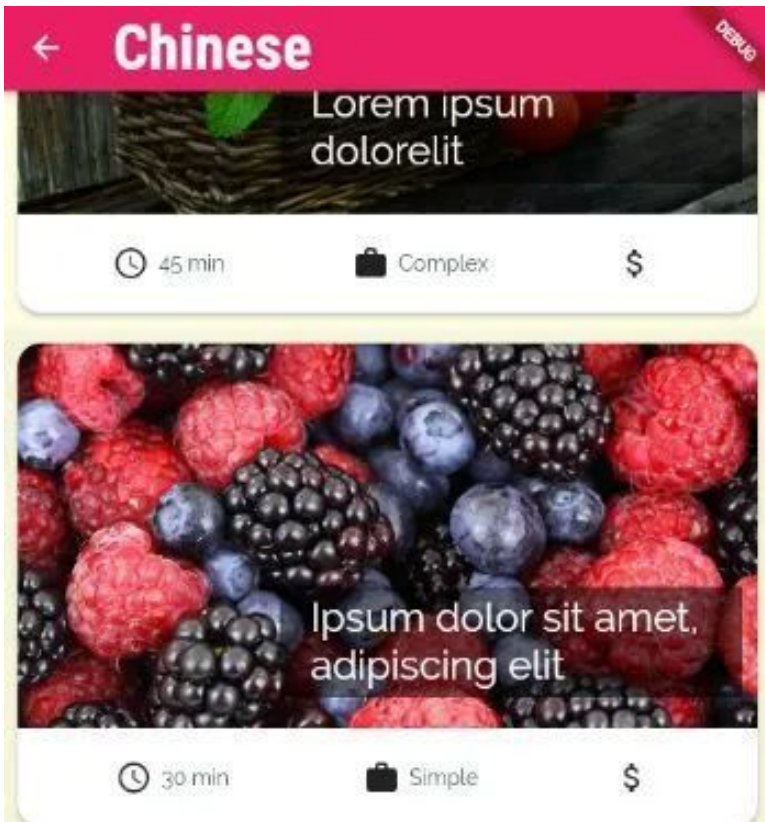 Chinese
DEBUG
Lorem ipsum
dolorelit
45 min
Complex
$
Ipsum dolor sit amet,
adipiscing elit
30 min
Simple
$